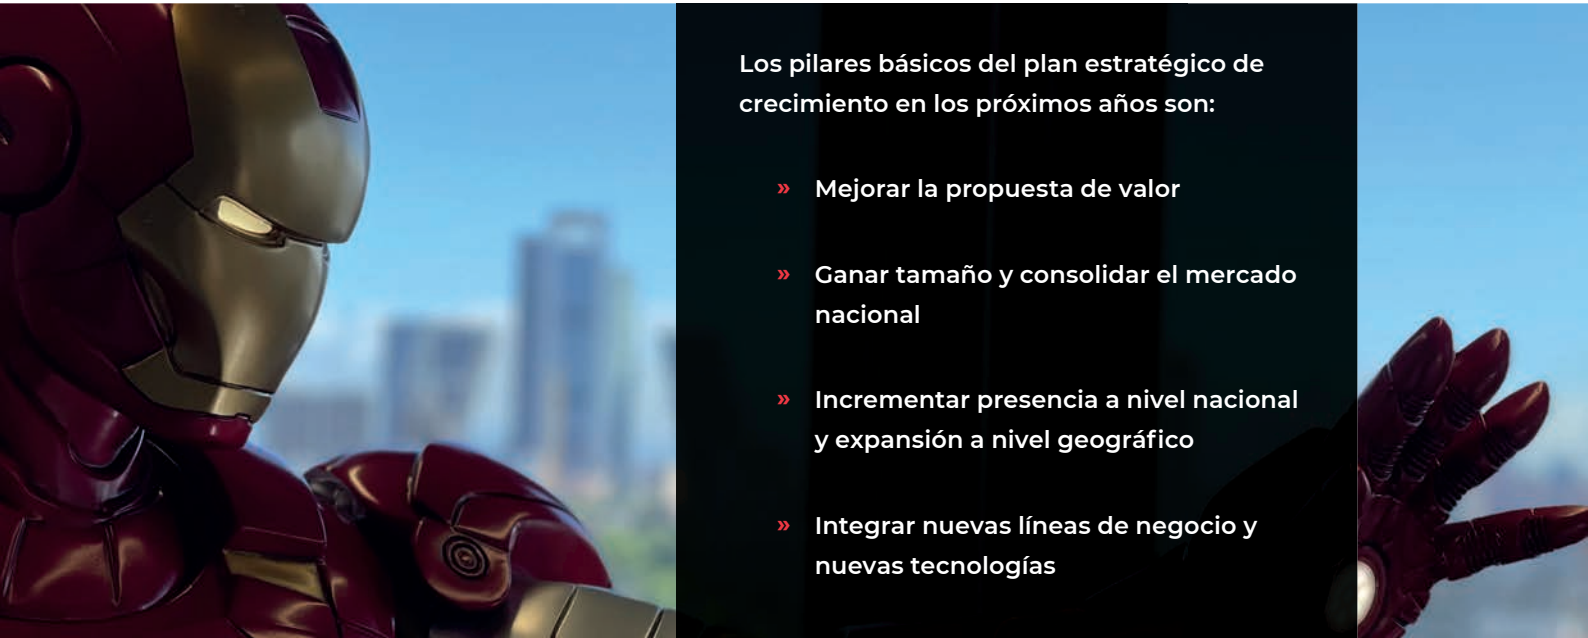 Los pilares básicos del plan estratégico de
crecimiento en los próximos años son:
» Mejorar la propuesta de valor
» Ganar tamaño y consolidar el mercado
nacional
» Incrementar presencia a nivel nacional
y expansión a nivel geográfico
» Integrar nuevas líneas de negocio y
nuevas tecnologías